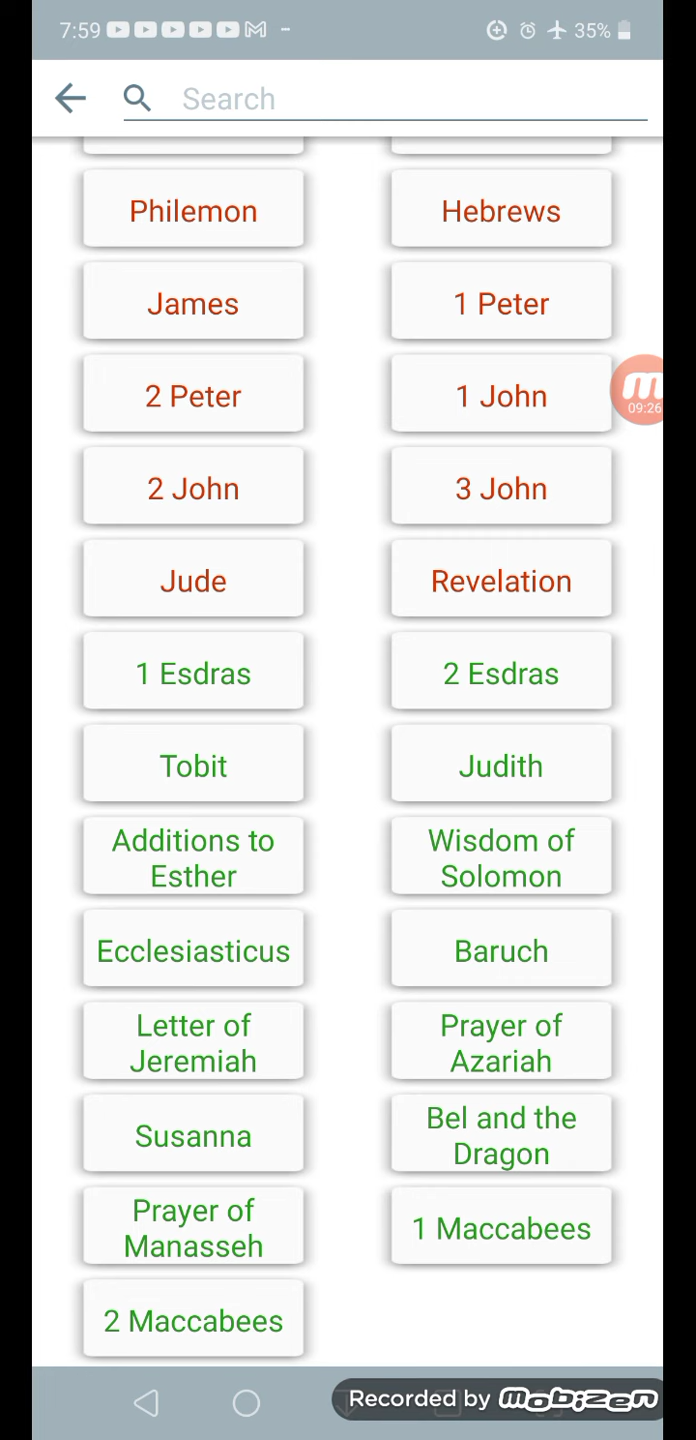 7:59
35%
Search
Philemon
Hebrews
James
1 Peter
2 Peter
1 John
09:26
2 John
3 John
Jude
Revelation
1 Esdras
2 Esdras
Tobit
Judith
Additions to
Esther
Wisdom of
Solomon
Ecclesiasticus
Baruch
Letter of
Jeremiah
Prayer of
Azariah
Susanna
Bel and the
Dragon
Prayer of
Manasseh
1 Maccabees
2 Maccabees
Recorded by Mobizen